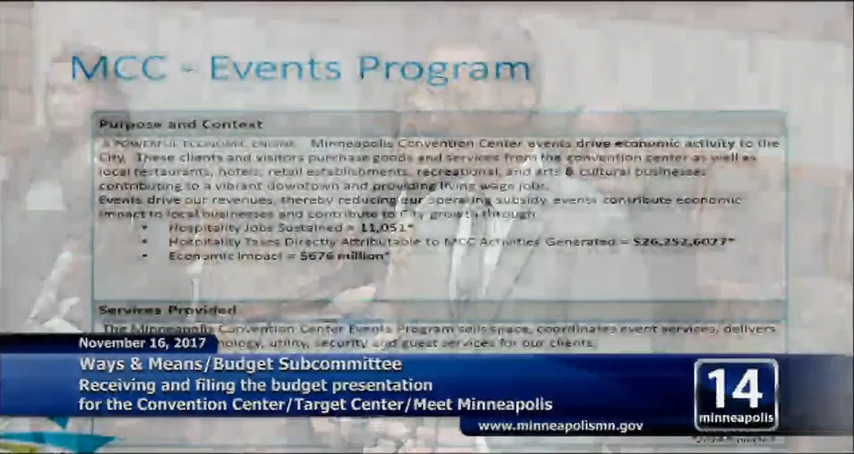 MCC - Events Program
Purpose and Context
A POWERFUL ECONOMIC ENGINE: Minneapolis Convention Center events drive economic activity to the
City. These clients and visitors purchase goods and services from the convention center as well as
local restaurants, hotels, retail establishments, recreational, and arts & cultural businesses
contributing to a vibrant downtown and providing living wage jobs.
Events drive our revenues, thereby reducing our operating subsidy, events contribute economic
impact to local businesses and contribute to City growth through:
• Hospitality Jobs Sustained = 11,051*
• Hospitality Taxes Directly Attributable to MCC Activities Generated = $26,252,6027*
• Economic Impact = $676 million*
Services Provided
The Minneapolis Convention Center Events Program sells space, coordinates event services, delivers
utility, security and guest services for our clients.
November 16, 2017
Ways & Means/Budget Subcommittee
Receiving and filing the budget presentation
for the Convention Center/Target Center/Meet Minneapolis
www.minneapolismn.gov
14
minneapolis